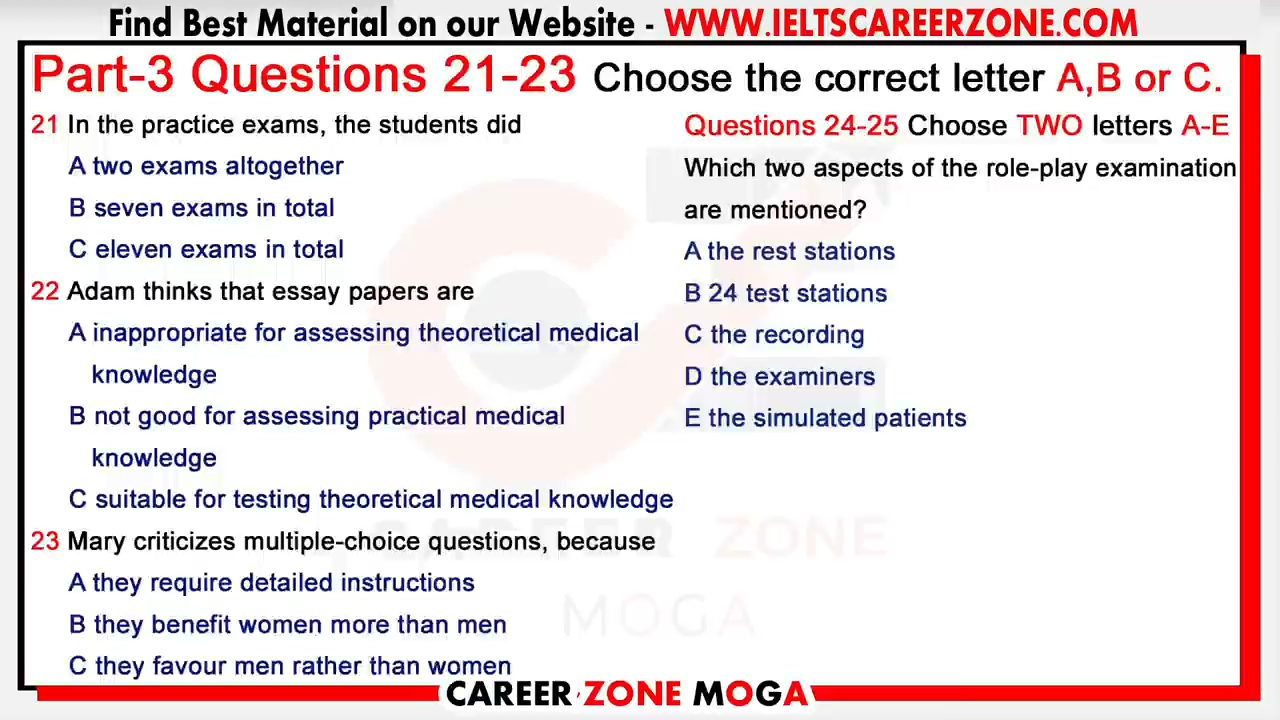 Find Best Material on our Website - WWW.IELTSCAREERZONE.COM
Part-3 Questions 21-23 Choose the correct letter A,B or C.
21 In the practice exams, the students did
A two exams altogether
B seven exams in total
C eleven exams in total
22 Adam thinks that essay papers are
A inappropriate for assessing theoretical medical
knowledge
B not good for assessing practical medical
knowledge
C suitable for testing theoretical medical knowledge
23 Mary criticizes multiple-choice questions, because
A they require detailed instructions
B they benefit women more than men
C they favour men rather than women
Questions 24-25 Choose TWO letters A-E
Which two aspects of the role-play examination
are mentioned?
A the rest stations
B 24 test stations
C the recording
D the examiners
E the simulated patients
CAREER ZONE
MOGA
CAREER ZONE MOGA